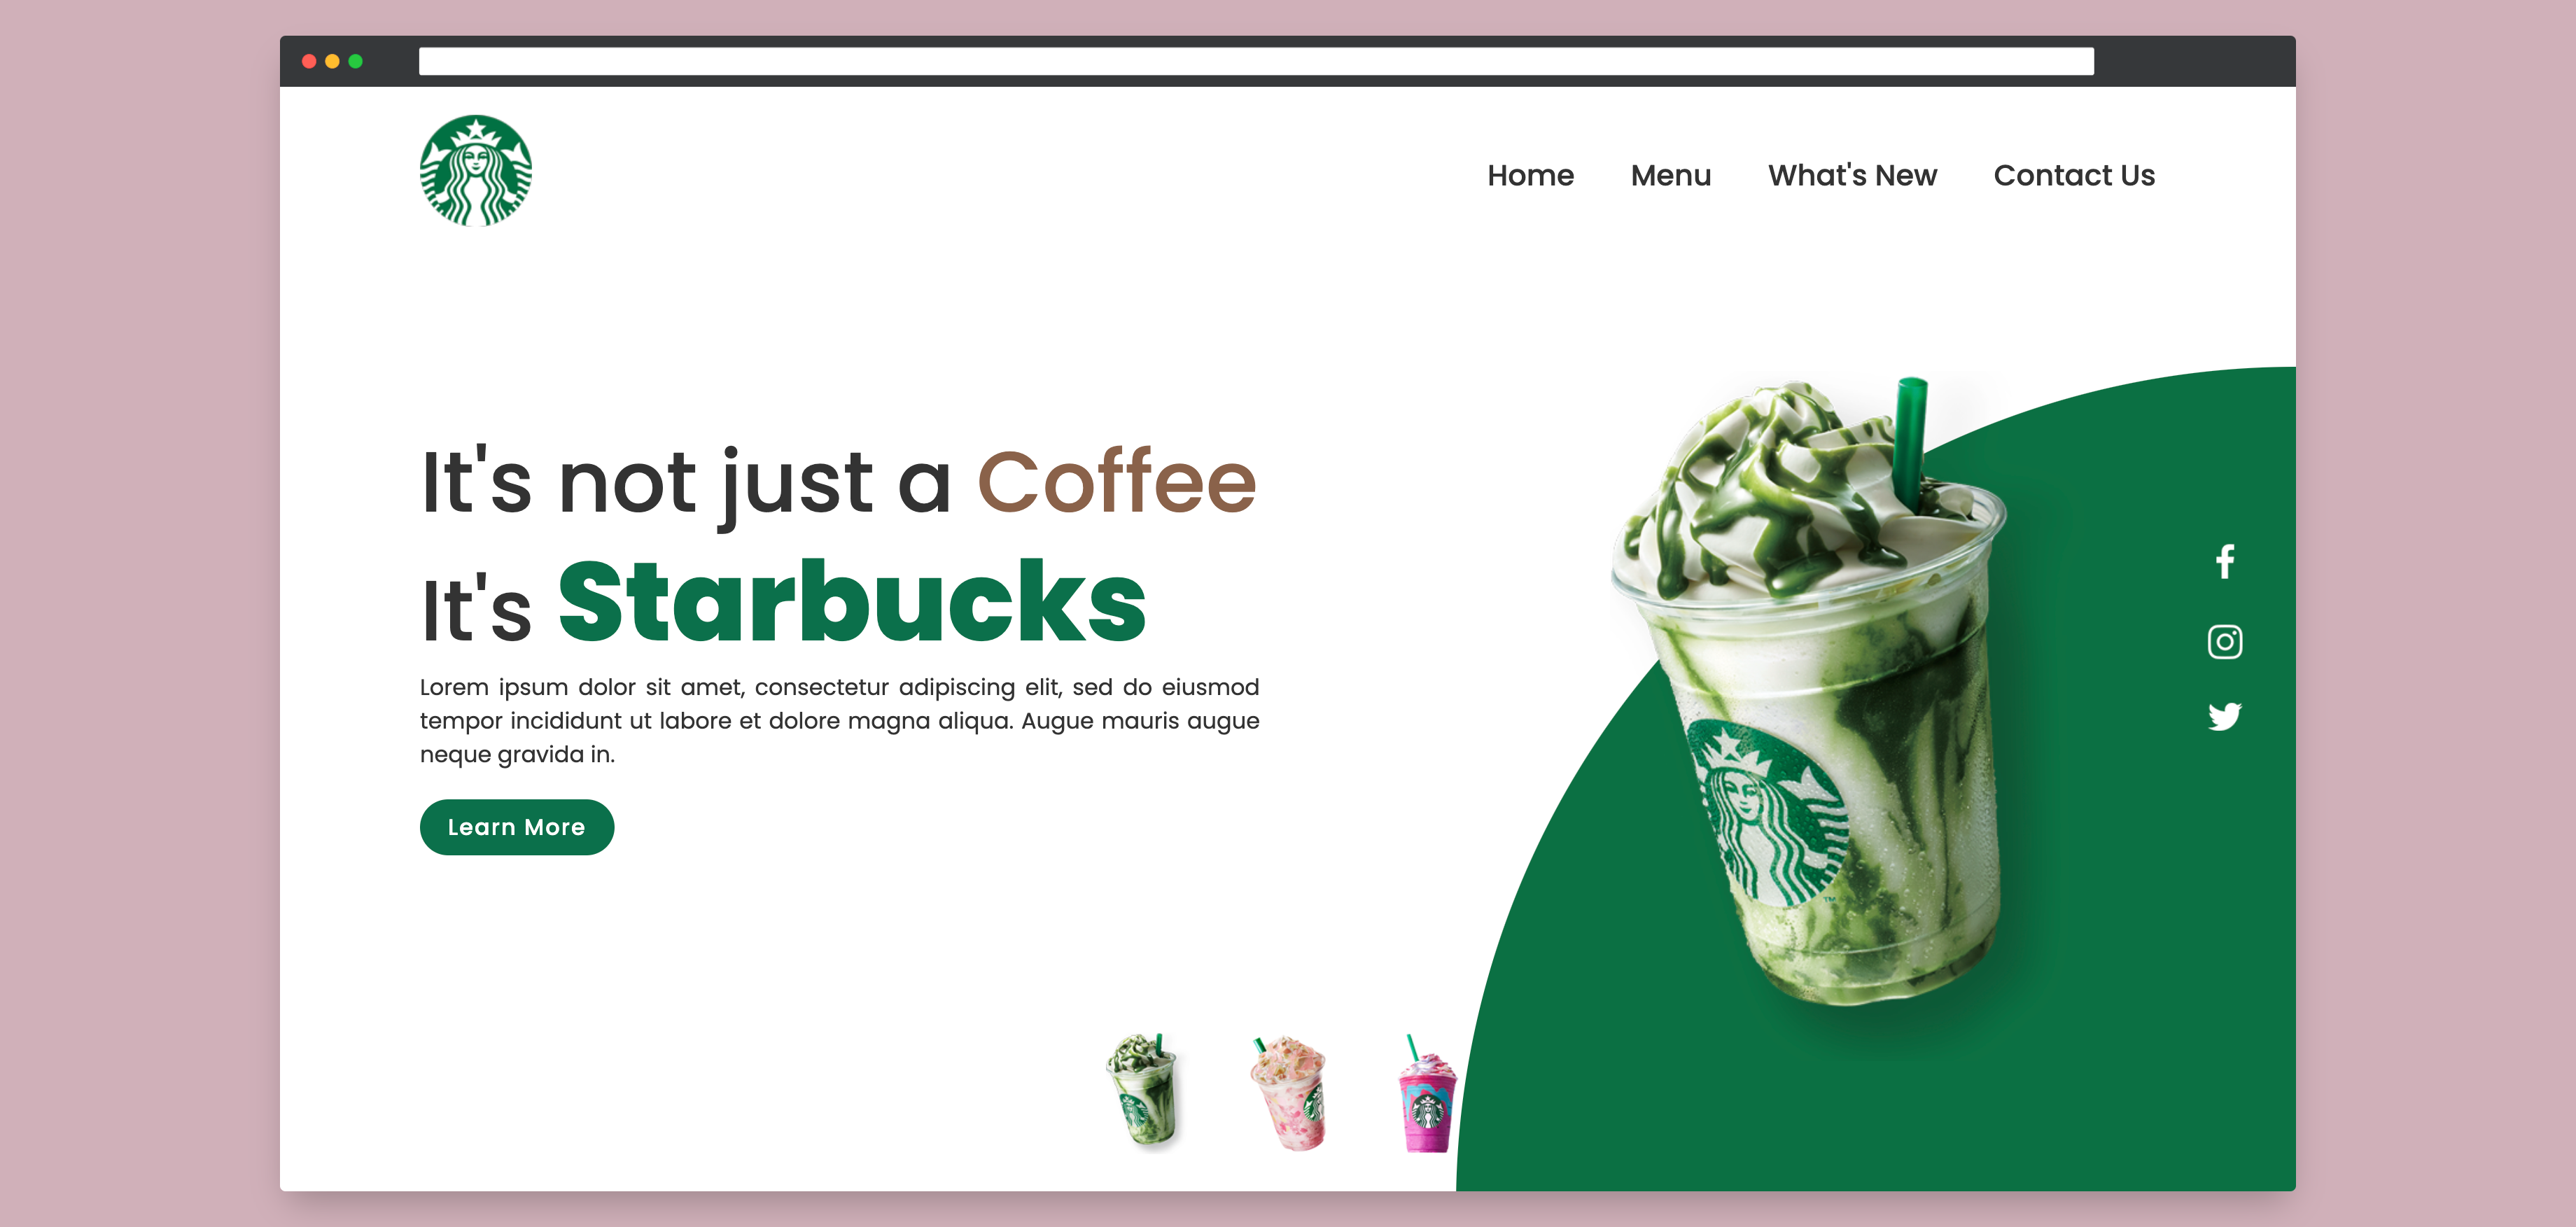 Home Menu What's New Contact Us
It's not just a Coffee
It's Starbucks
Lorem ipsum dolor sit amet, consectetur adipiscing elit, sed do eiusmod
tempor incididunt ut labore et dolore magna aliqua. Augue mauris augue
neque gravida in.
Learn More
TM